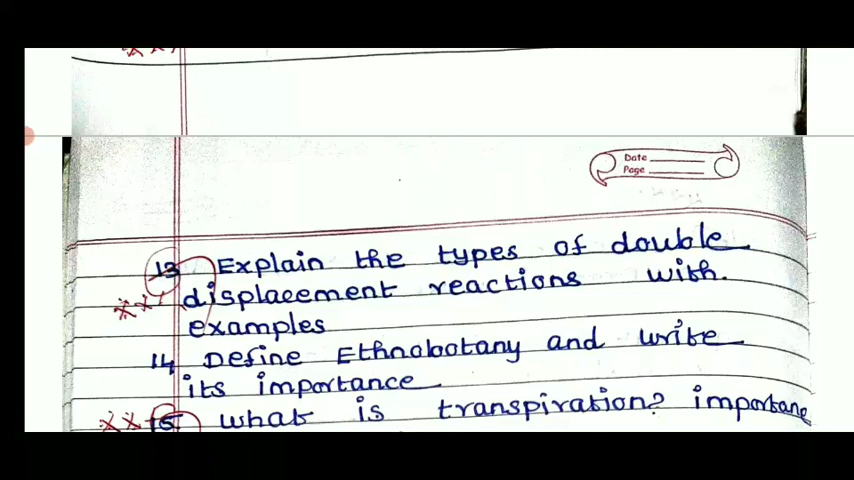 Date
Page
13 Explain the types of double
displacement reactions with
examples
14 Define Ethnobotany and write
its importance
15 what is transpiration? importance